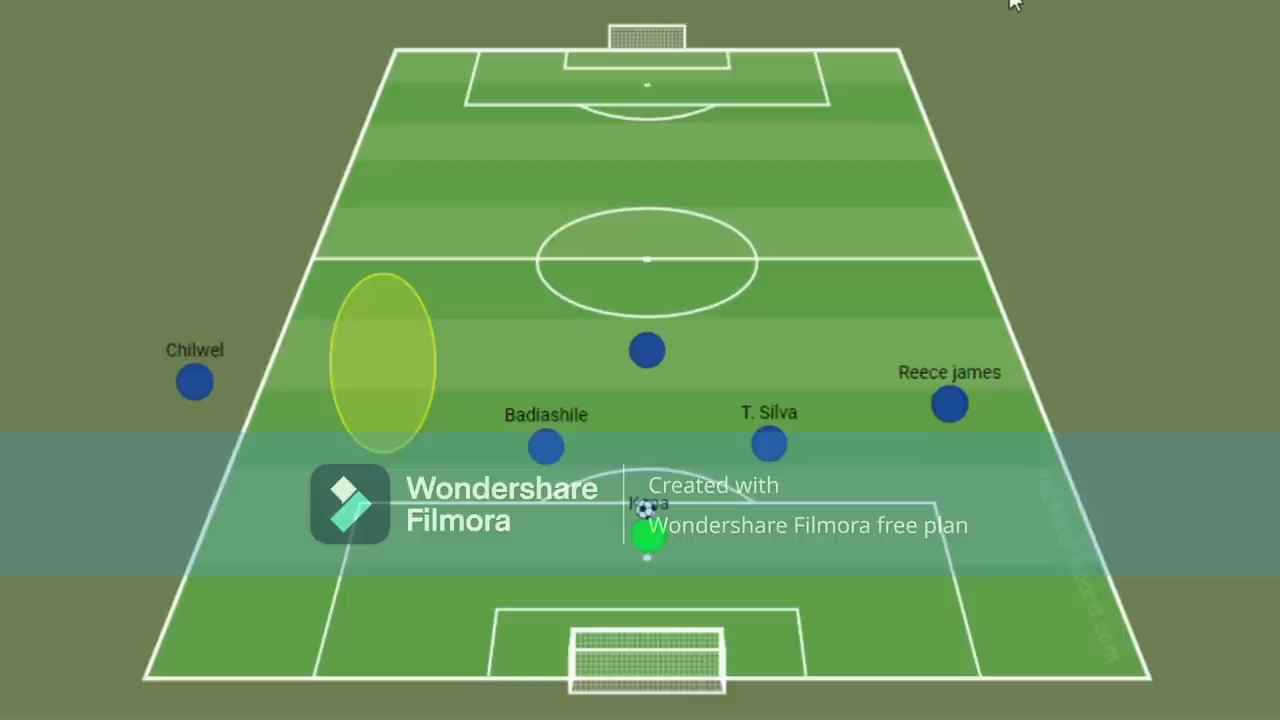 Chilwel
Reece james
Badiashile
T. Silva
Wondershare
Filmora
Created with
Wondershare Filmora free plan